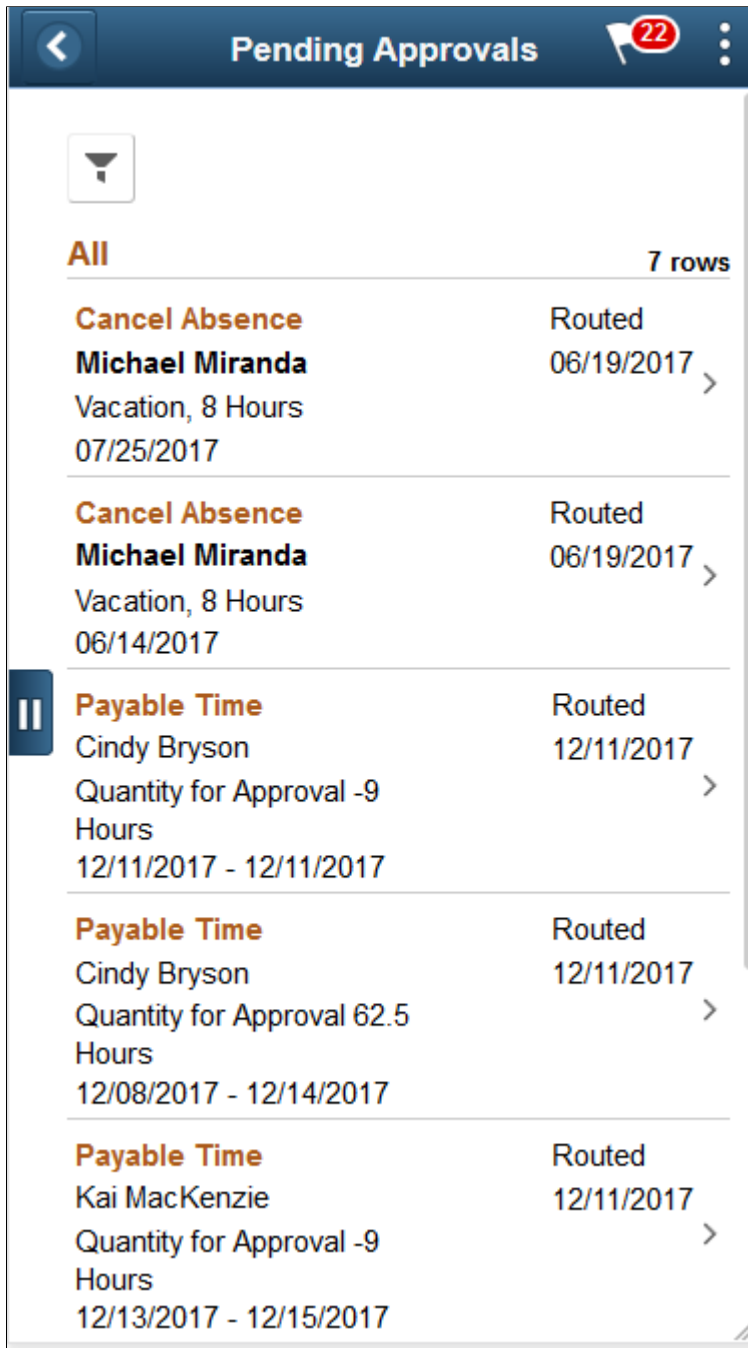 Pending Approvals 22
All 7 rows
Cancel Absence Routed
Michael Miranda 06/19/2017
Vacation, 8 Hours
07/25/2017
Cancel Absence Routed
Michael Miranda 06/19/2017
Vacation, 8 Hours
06/14/2017
Payable Time Routed
Cindy Bryson 12/11/2017
Quantity for Approval -9
Hours
12/11/2017 - 12/11/2017
Payable Time Routed
Cindy Bryson 12/11/2017
Quantity for Approval 62.5
Hours
12/08/2017 - 12/14/2017
Payable Time Routed
Kai MacKenzie 12/11/2017
Quantity for Approval -9
Hours
12/13/2017 - 12/15/2017